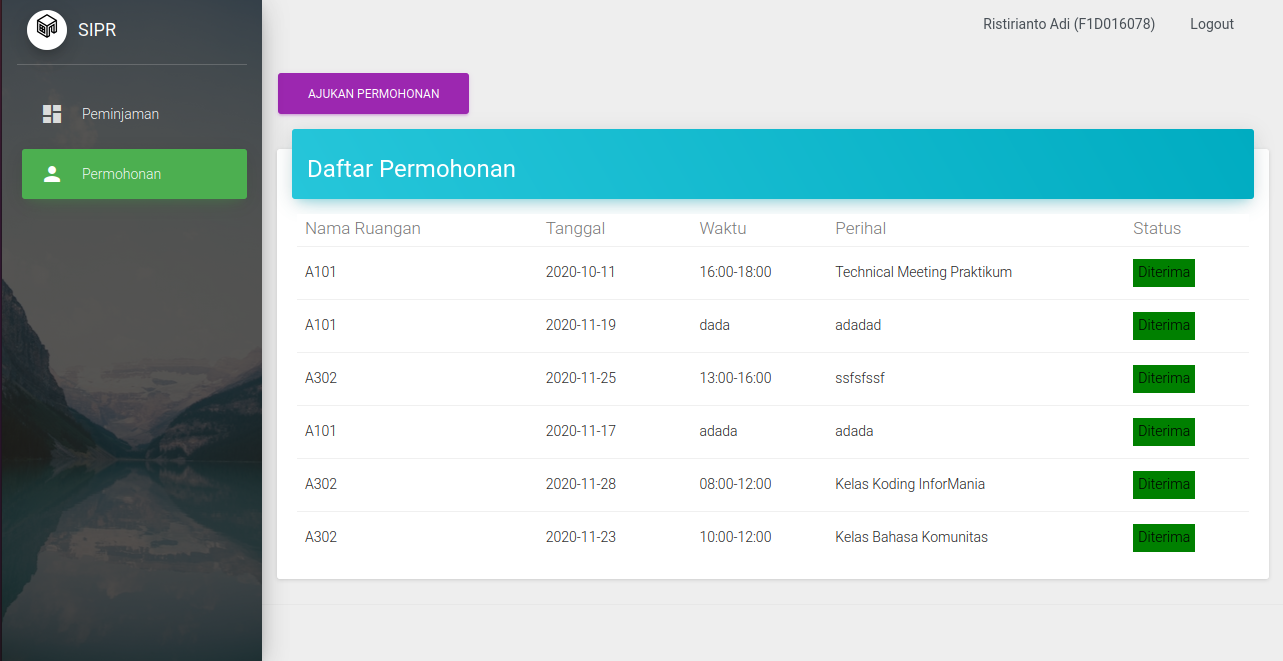 SIPR
Ristirianto Adi (F1D016078) Logout
Peminjaman
Permohonan
AJUKAN PERMOHONAN
Daftar Permohonan
Nama Ruangan Tanggal Waktu Perihal Status
A101 2020-10-11 16:00-18:00 Technical Meeting Praktikum Diterima
A101 2020-11-19 dada adadad Diterima
A302 2020-11-25 13:00-16:00 ssfsfssf Diterima
A101 2020-11-17 adada adada Diterima
A302 2020-11-28 08:00-12:00 Kelas Koding InforMania Diterima
A302 2020-11-23 10:00-12:00 Kelas Bahasa Komunitas Diterima